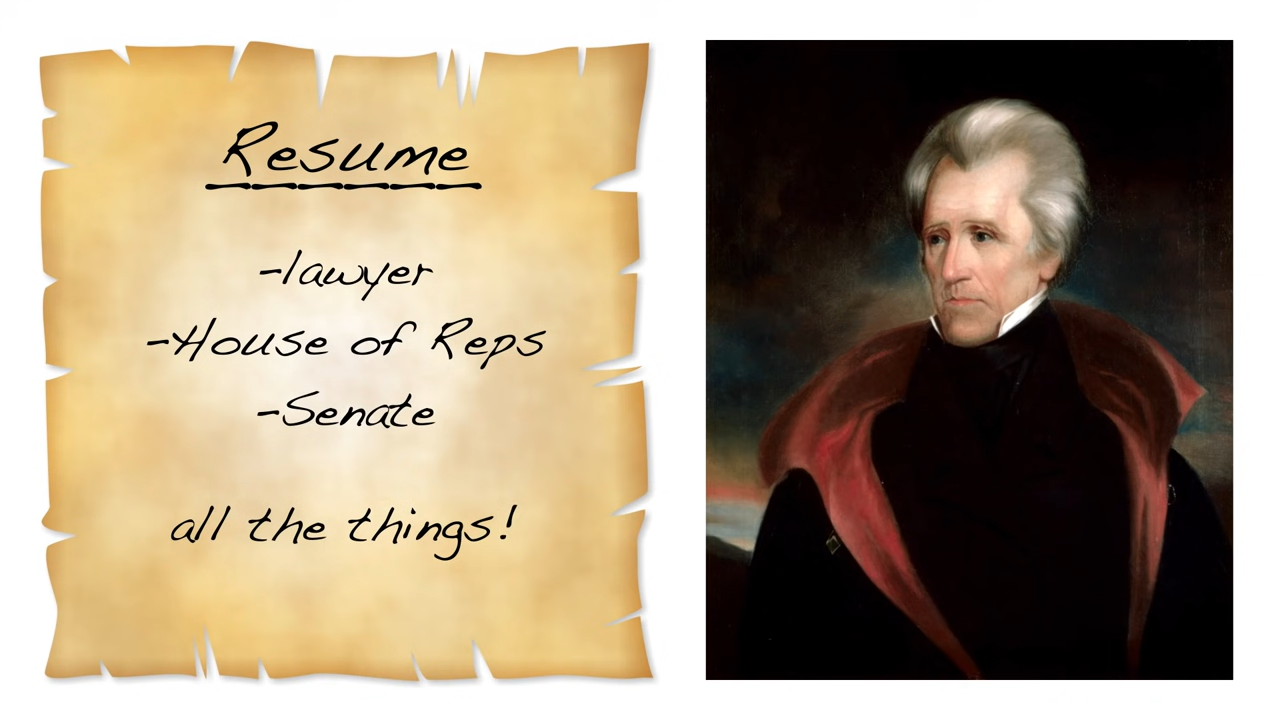 Resume
-lawyer
-House of Reps
-Senate
all the things!